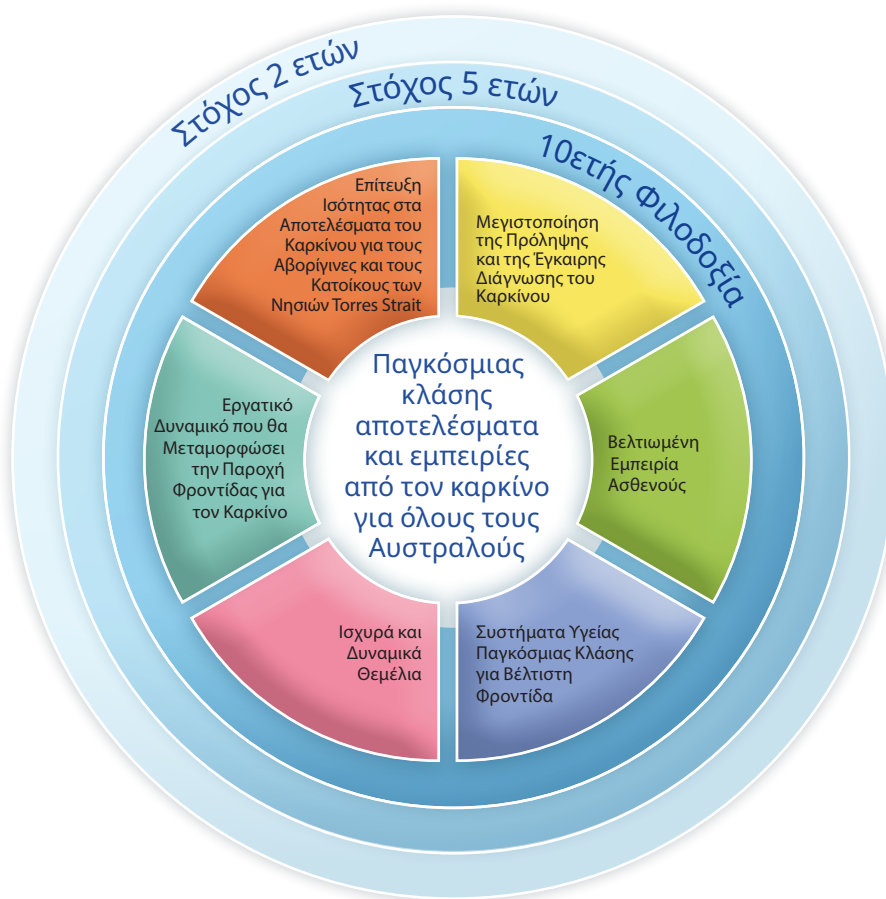 Στόχος 2 ετών
Στόχος 5 ετών
10ετής Φιλοδοξία
Επίτευξη
Ισότητας στα
Αποτελέσματα του
Καρκίνου για τους
Αβορίγινες και τους
Κατοίκους των
Νησιών Torres Strait
Μεγιστοποίηση
της Πρόληψης
και της Έγκαιρης
Διάγνωσης του
Καρκίνου
Εργατικό
Δυναμικό που θα
Μεταμορφώσει
την Παροχή
Φροντίδας για
τον Καρκίνο
Παγκόσμιας
κλάσης
αποτελέσματα
και εμπειρίες
από τον καρκίνο
για όλους τους
Αυστραλούς
Βελτιωμένη
Εμπειρία
Ασθενούς
Ισχυρά και
Δυναμικά
Θεμέλια
Συστήματα Υγείας
Παγκόσμιας Κλάσης
για Βέλτιστη
Φροντίδα